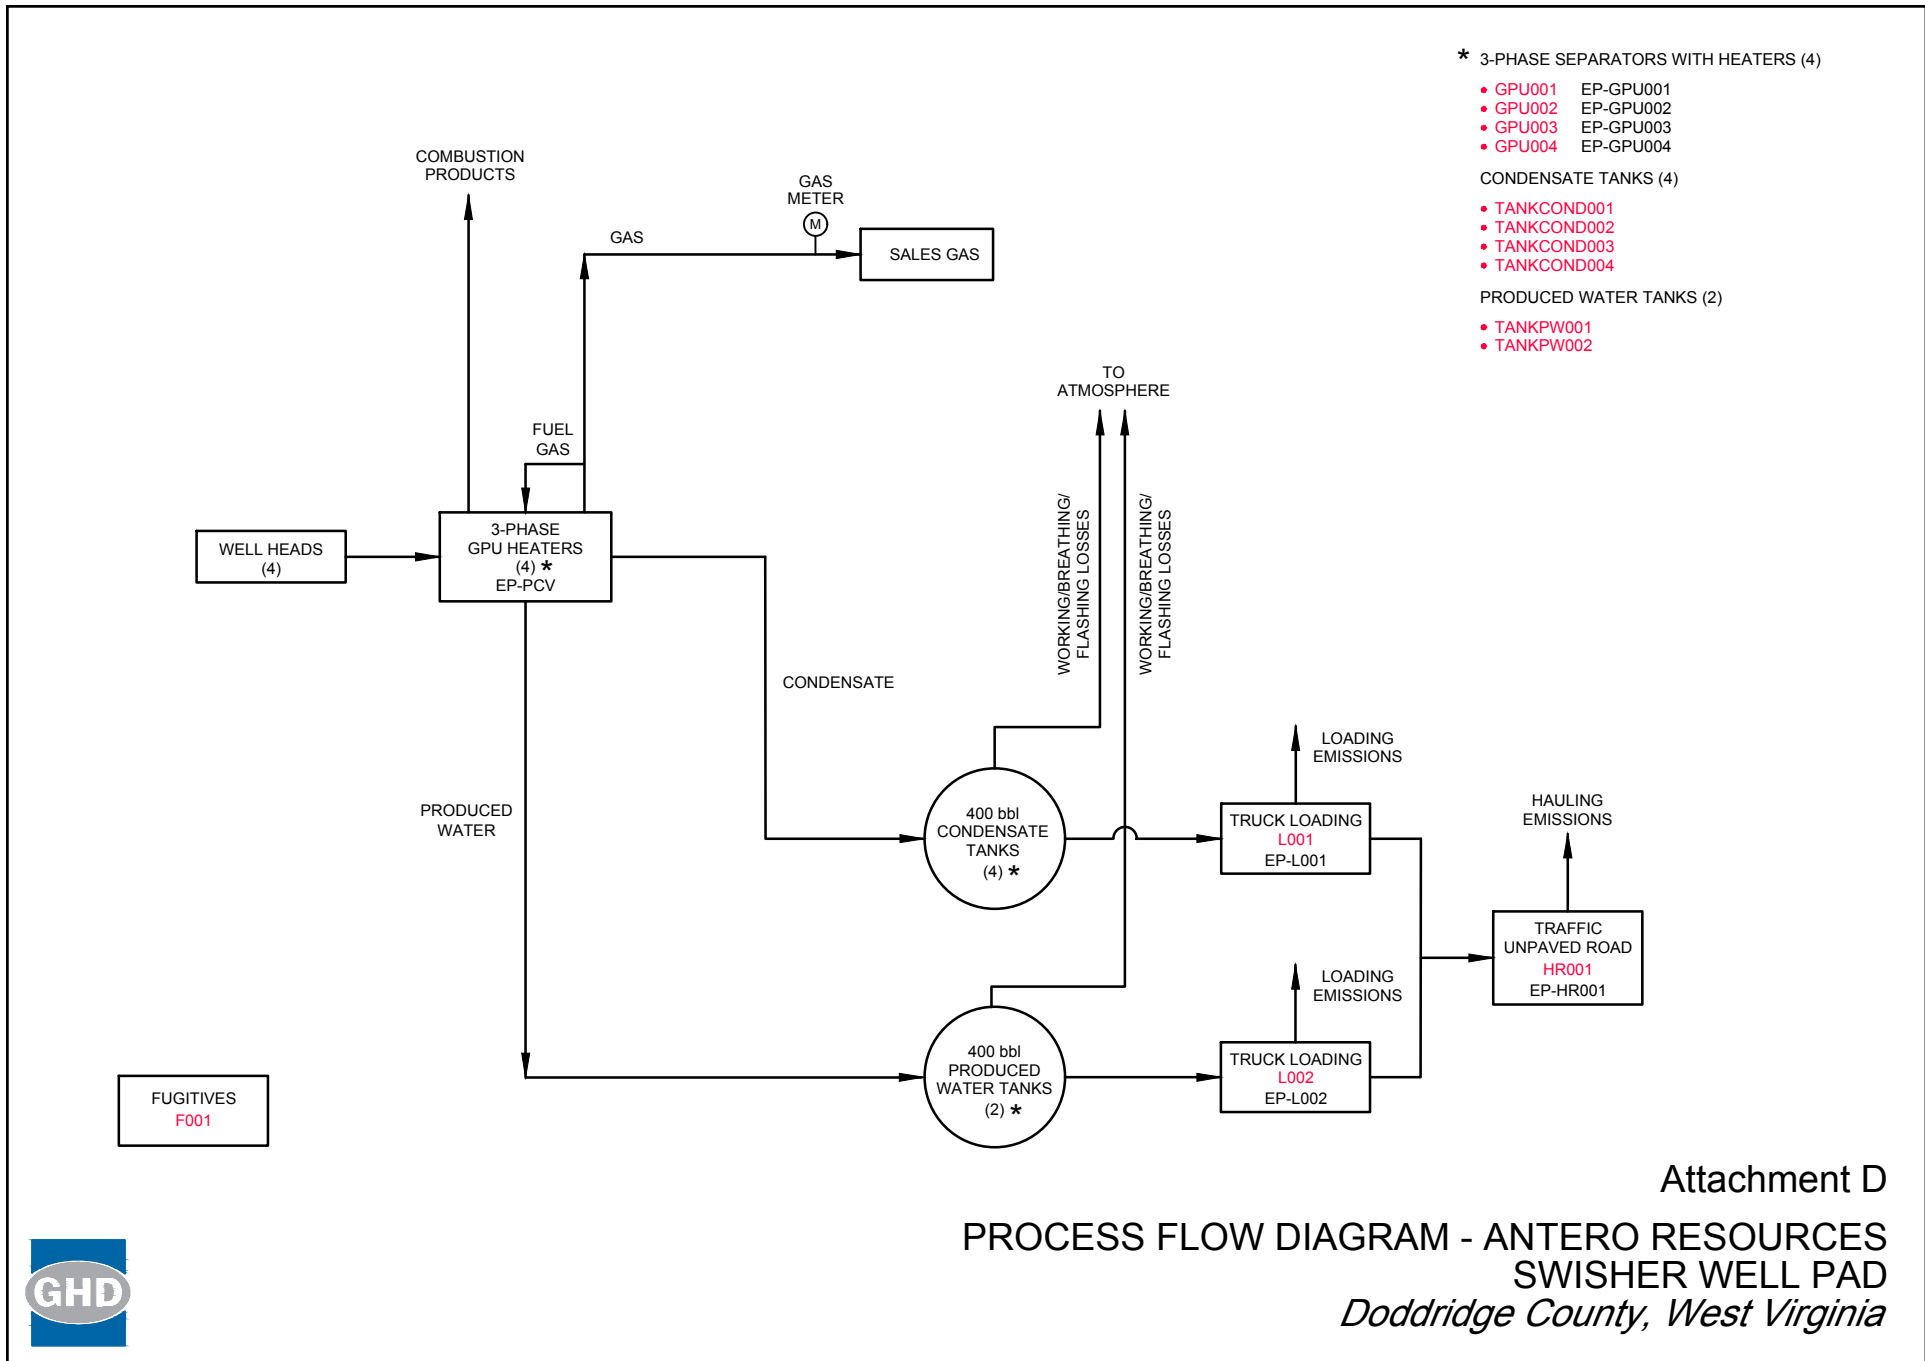 * 3-PHASE SEPARATORS WITH HEATERS (4)
• GPU001 EP-GPU001
• GPU002 EP-GPU002
• GPU003 EP-GPU003
• GPU004 EP-GPU004
CONDENSATE TANKS (4)
• TANKCOND001
• TANKCOND002
• TANKCOND003
• TANKCOND004
PRODUCED WATER TANKS (2)
• TANKPW001
• TANKPW002
COMBUSTION
PRODUCTS
GAS
METER
M
GAS
SALES GAS
FUEL
GAS
TO
ATMOSPHERE
WELL HEADS
(4)
3-PHASE
GPU HEATERS
(4) *
EP-PCV
WORKING/BREATHING/
FLASHING LOSSES
WORKING/BREATHING/
FLASHING LOSSES
CONDENSATE
PRODUCED
WATER
400 bbl
CONDENSATE
TANKS
(4) *
LOADING
EMISSIONS
TRUCK LOADING
L001
EP-L001
HAULING
EMISSIONS
TRAFFIC
UNPAVED ROAD
HR001
EP-HR001
LOADING
EMISSIONS
400 bbl
PRODUCED
WATER TANKS
(2) *
TRUCK LOADING
L002
EP-L002
FUGITIVES
F001
Attachment D
PROCESS FLOW DIAGRAM - ANTERO RESOURCES
SWISHER WELL PAD
Doddridge County, West Virginia
GHD